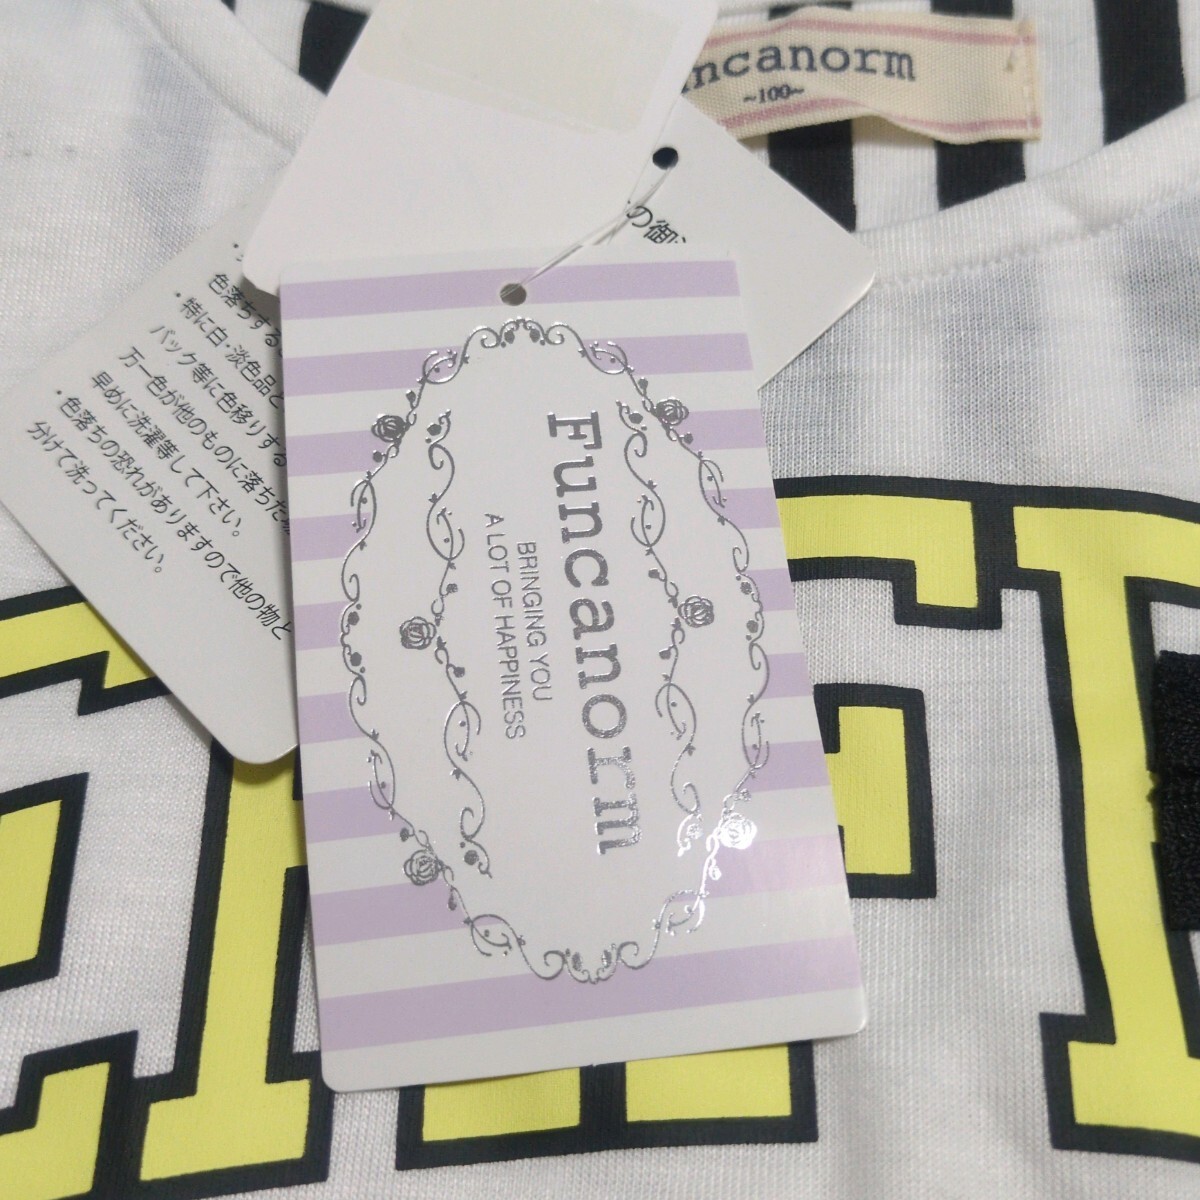 ncanorm
~100~
の御
色落ちする
・特に白・淡色品と
バック等に色移りする
万一色が他のものに落ちた
早めに洗濯等して下さい。
・色落ちの恐れがありますので他の物と
分けて洗ってください。
Funcanorm
BRINGING YOU
A LOT OF HAPPINESS